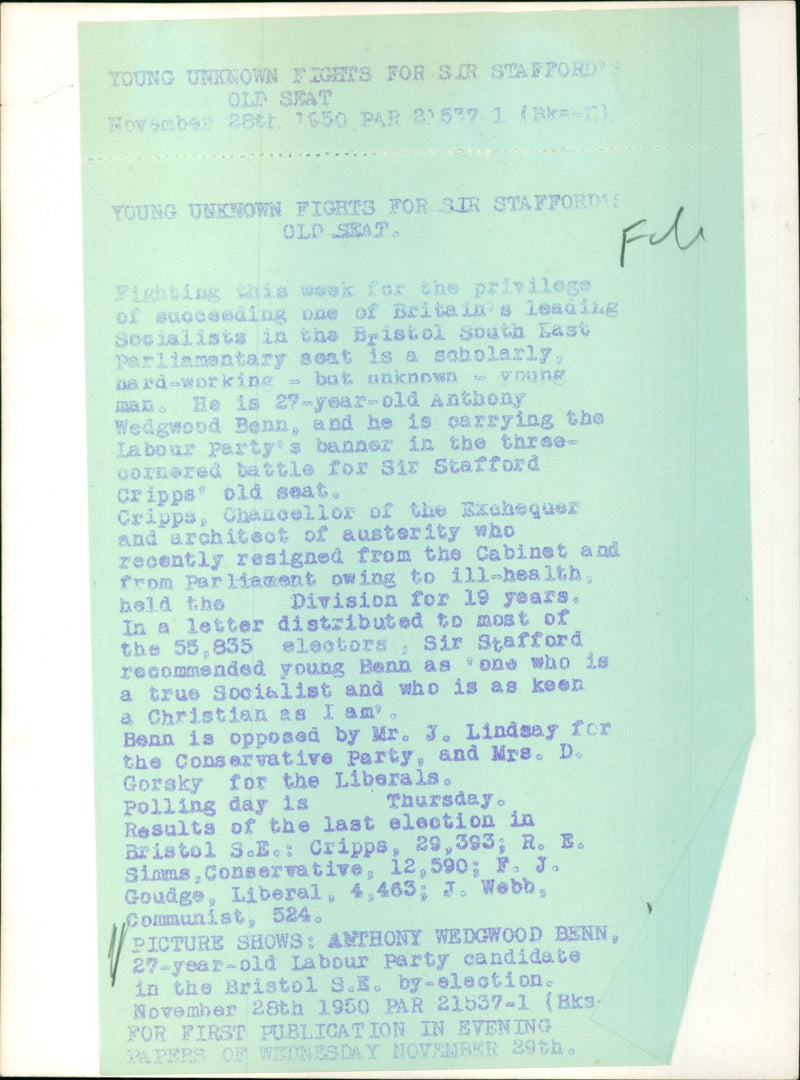 YOUNG UNKNOWN FIGHTS FOR SIR STAFFORD'S
OLD SEAT
November 28th 1950 PAR 21537 1 (Bks-E)
YOUNG UNKNOWN FIGHTS FOR SIR STAFFORD'S
OLD SEAT.
Fighting this week for the privilege
of succeeding one of Britain's leading
Socialists in the Bristol South East
Parliamentary seat is a scholarly,
hard-working - but unknown - young
man. He is 27-year-old Anthony
Wedgwood Benn, and he is carrying the
Labour Party's banner in the three-
cornered battle for Sir Stafford
Cripps' old seat.
Cripps, Chancellor of the Exchequer
and architect of austerity who
recently resigned from the Cabinet and
from Parliament owing to ill-health,
held the Division for 19 years.
In a letter distributed to most of
the 53,835 electors, Sir Stafford
recommended young Benn as 'one who is
a true Socialist and who is as keen
a Christian as I am'.
Benn is opposed by Mr. J. Lindsay for
the Conservative Party, and Mrs. D.
Gorsky for the Liberals.
Polling day is Thursday.
Results of the last election in
Bristol S.E.: Cripps, 29,393; R. E.
Simms, Conservative, 12,590; F. J.
Goudge, Liberal, 4,463; J. Webb,
Communist, 524.
PICTURE SHOWS: ANTHONY WEDGWOOD BENN,
27-year-old Labour Party candidate
in the Bristol S.E. by-election.
November 28th 1950 PAR 21537-1 (Bks-
FOR FIRST PUBLICATION IN EVENING
PAPERS OF WEDNESDAY NOVEMBER 29th.